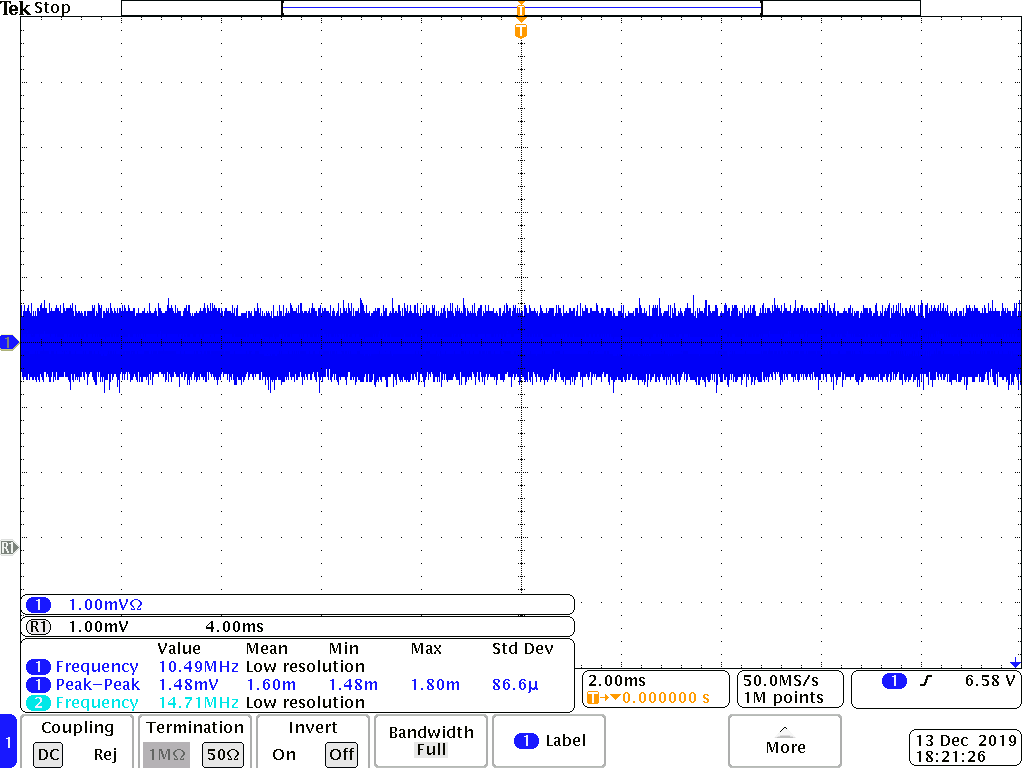 Tek Stop
T
T
1
R1
1 1.00mVΩ
R1 1.00mV 4.00ms
Value Mean Min Max Std Dev
1 Frequency 10.49MHz Low resolution
1 Peak−Peak 1.48mV 1.60m 1.48m 1.80m 86.6µ
2 Frequency 14.71MHz Low resolution
2.00ms
T→▼0.000000 s
50.0MS/s
1M points
1 ƒ 6.58 V
1
Coupling
DC Rej
Termination
1MΩ 50Ω
Invert
On Off
Bandwidth
Full
1 Label
More
13 Dec 2019
18:21:26